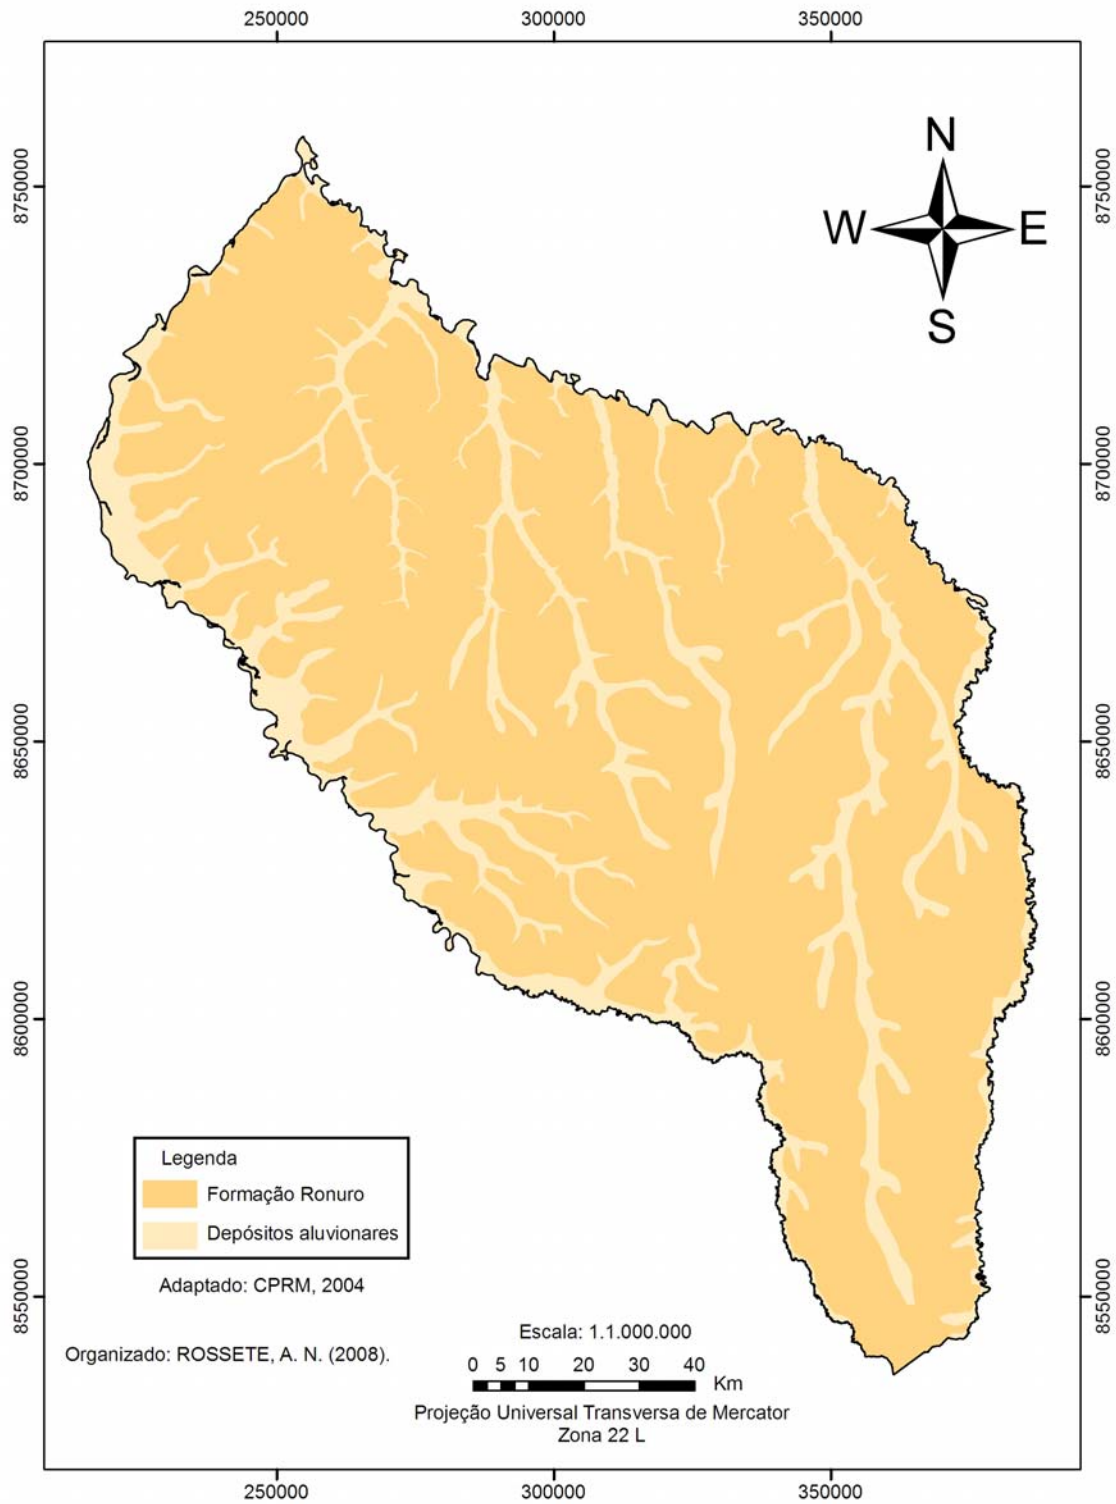 250000 300000 350000
N
W E
S
8750000 8750000
8700000 8700000
8650000 8650000
8600000 8600000
8550000 8550000
Legenda
Formação Ronuro
Depósitos aluvionares
Adaptado: CPRM, 2004
Organizado: ROSSETE, A. N. (2008).
Escala: 1.1.000.000
0 5 10 20 30 40
Km
Projeção Universal Transversa de Mercator
Zona 22 L
250000 300000 350000